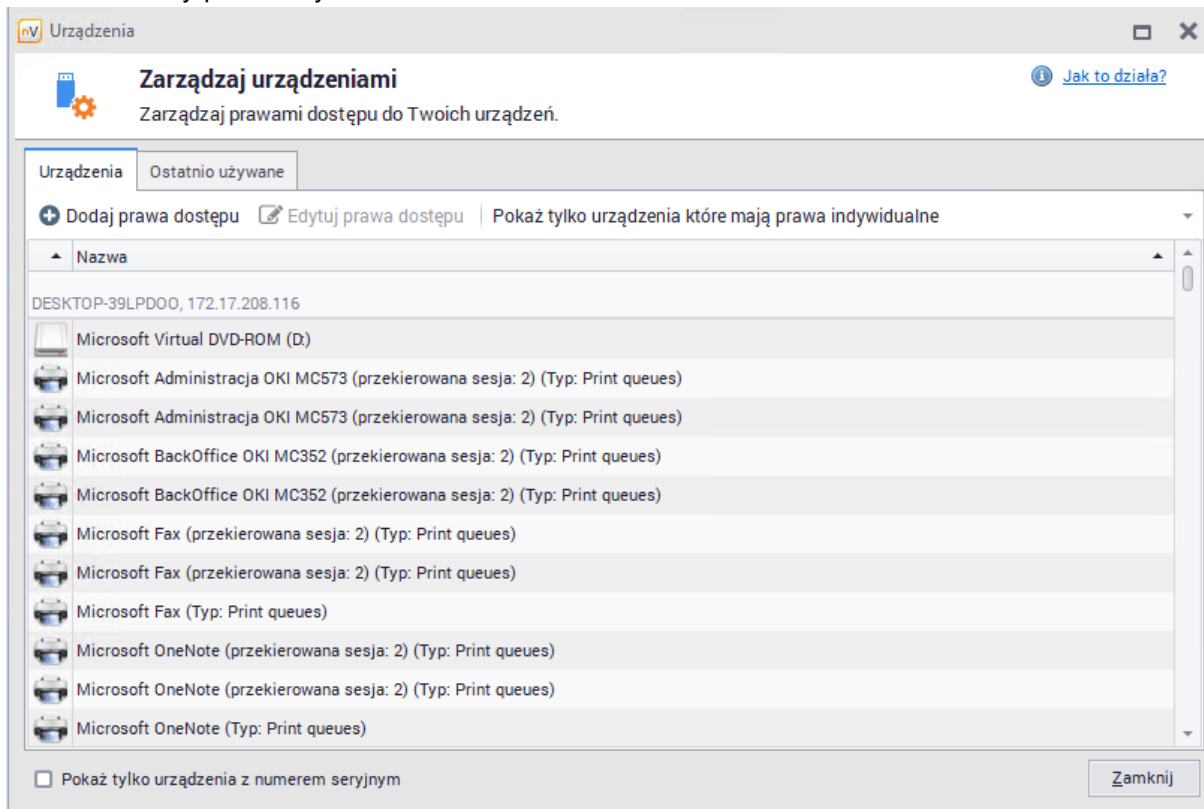 nV Urządzenia
Zarządzaj urządzeniami
Jak to działa?
Zarządzaj prawami dostępu do Twoich urządzeń.
Urządzenia Ostatnio używane
Dodaj prawa dostępu Edytuj prawa dostępu Pokaż tylko urządzenia które mają prawa indywidualne
Nazwa
DESKTOP-39LPDOO, 172.17.208.116
Microsoft Virtual DVD-ROM (D:)
Microsoft Administracja OKI MC573 (przekierowana sesja: 2) (Typ: Print queues)
Microsoft Administracja OKI MC573 (przekierowana sesja: 2) (Typ: Print queues)
Microsoft BackOffice OKI MC352 (przekierowana sesja: 2) (Typ: Print queues)
Microsoft BackOffice OKI MC352 (przekierowana sesja: 2) (Typ: Print queues)
Microsoft Fax (przekierowana sesja: 2) (Typ: Print queues)
Microsoft Fax (przekierowana sesja: 2) (Typ: Print queues)
Microsoft Fax (Typ: Print queues)
Microsoft OneNote (przekierowana sesja: 2) (Typ: Print queues)
Microsoft OneNote (przekierowana sesja: 2) (Typ: Print queues)
Microsoft OneNote (Typ: Print queues)
Pokaż tylko urządzenia z numerem seryjnym Zamknij